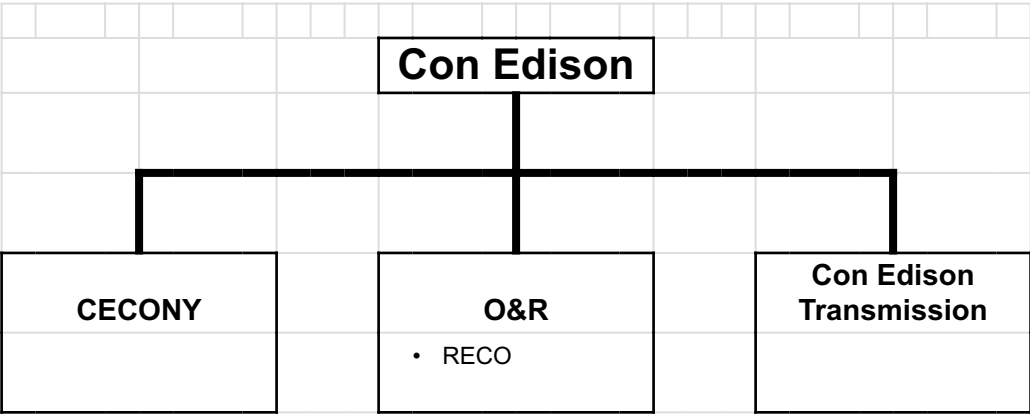 Con Edison
CECONY
O&R
• RECO
Con Edison
Transmission